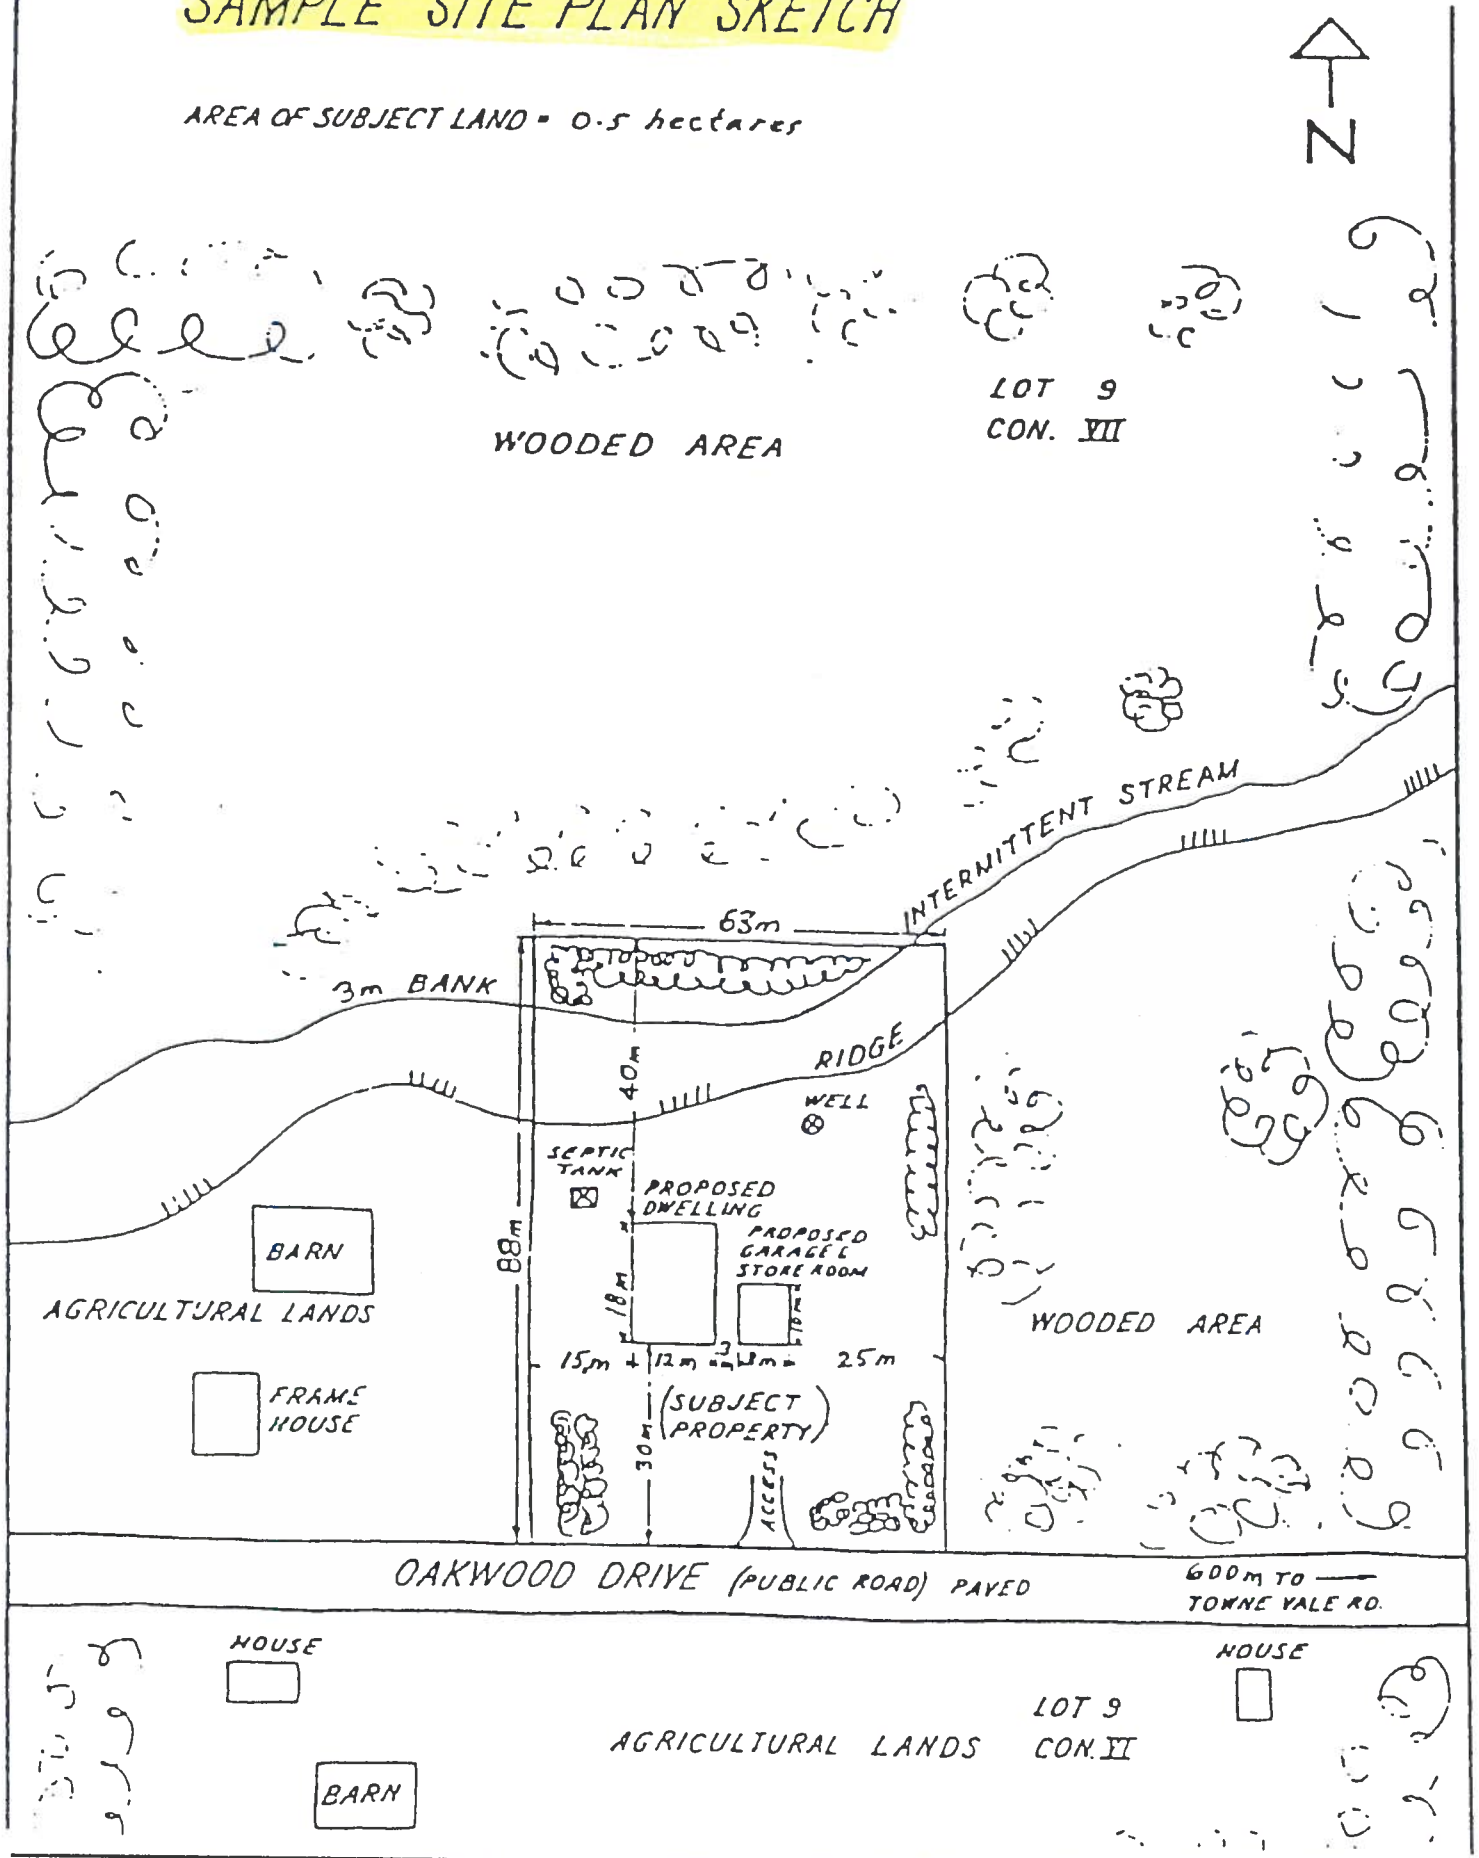 SAMPLE SITE PLAN SKETCH
AREA OF SUBJECT LAND = 0.5 hectares
N
LOT 9
CON. VII
WOODED AREA
INTERMITTENT STREAM
63m
3m BANK
40m
RIDGE
WELL
SEPTIC
TANK
PROPOSED
DWELLING
PROPOSED
GARAGE &
STORE ROOM
88m
BARN
18m
10m
AGRICULTURAL LANDS
WOODED AREA
15m
12m
3
8m
25m
FRAME
HOUSE
(SUBJECT
PROPERTY)
30m
ACCESS
OAKWOOD DRIVE (PUBLIC ROAD) PAVED
600m TO
TOWNE VALE RD.
HOUSE
HOUSE
LOT 9
CON. VI
AGRICULTURAL LANDS
BARN